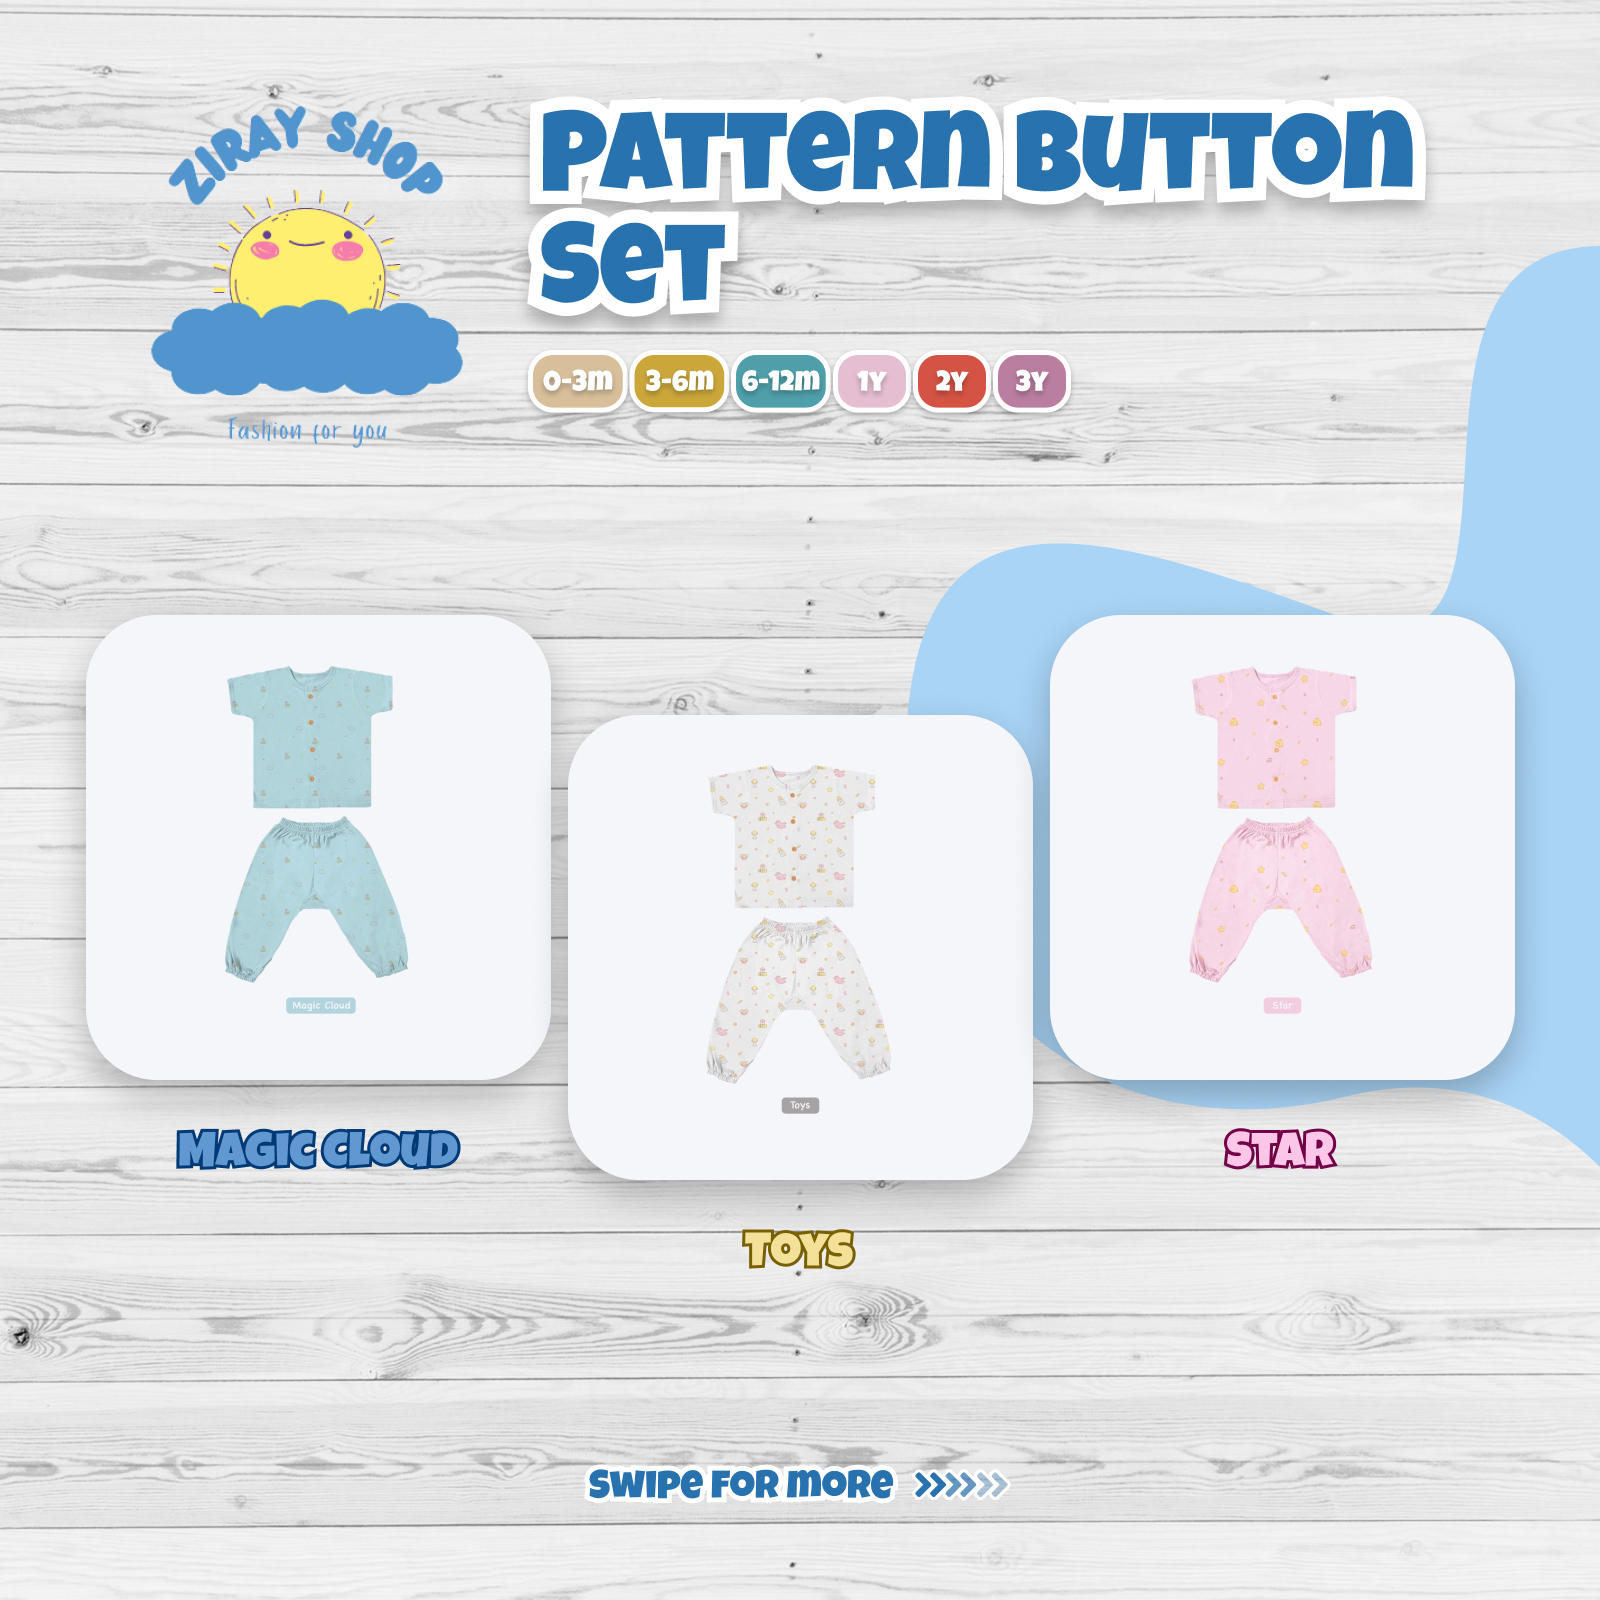 ZIRAY SHOP
Fashion for you
PATTERN BUTTON
SET
0-3m
3-6m
6-12m
1Y
2Y
3Y
Magic Cloud
MAGIC CLOUD
Toys
TOYS
Star
STAR
SWIPE FOR MORE